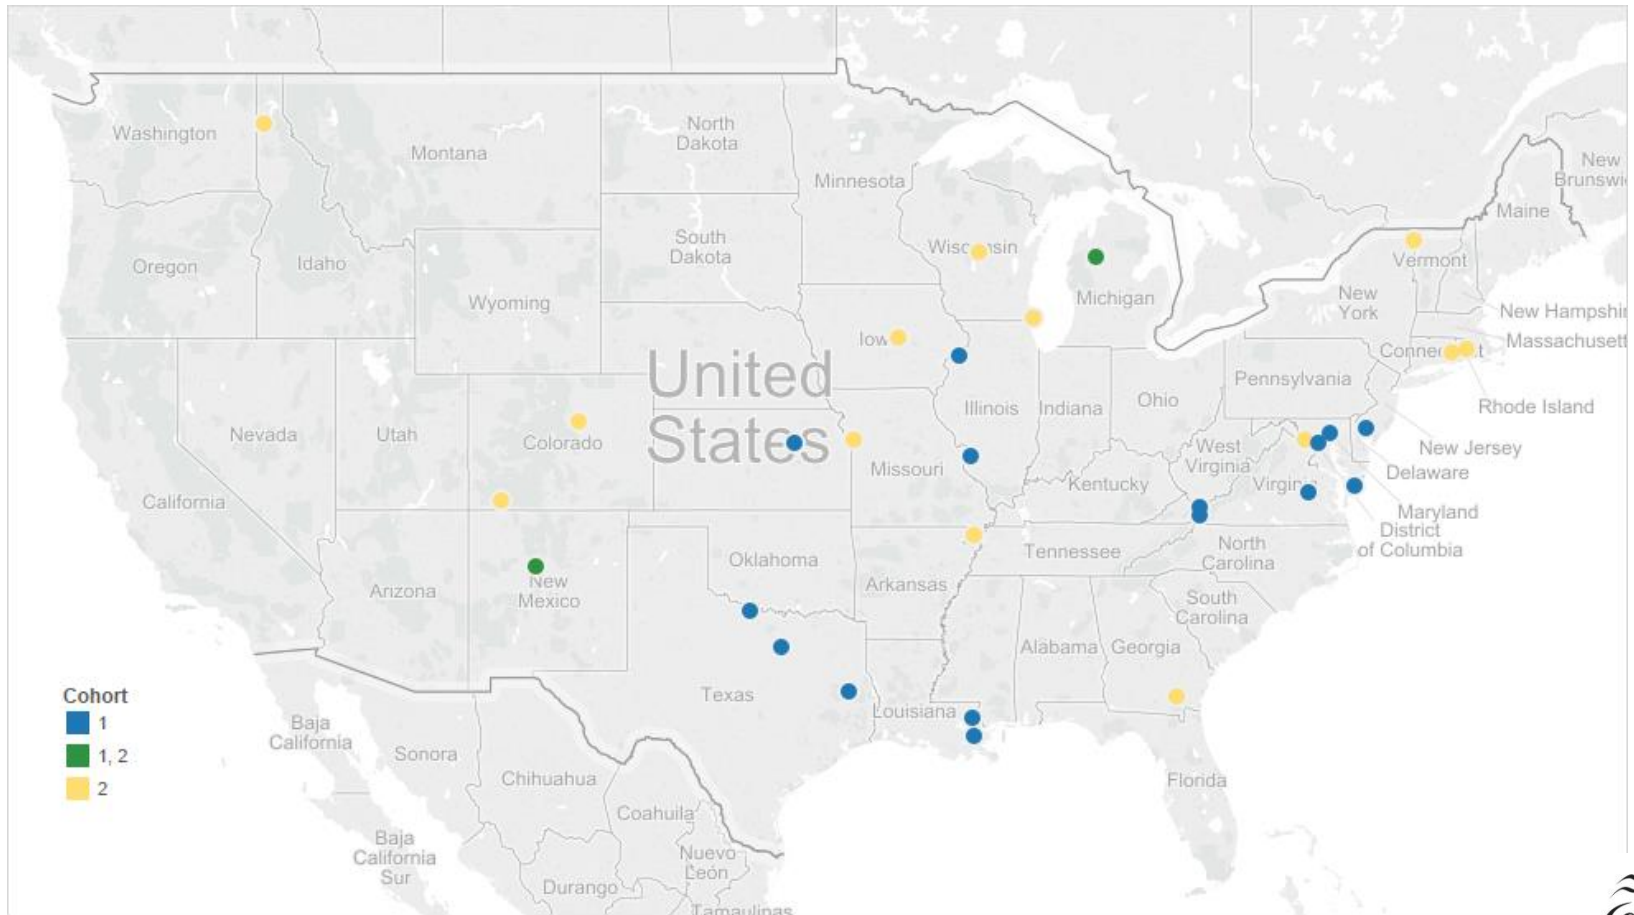 Washington
Montana
North
Dakota
Minnesota
New
Brunswi
Maine
Oregon
Idaho
South
Dakota
Wisc nsin
Vermont
Wyoming
Michigan
New
York
New Hampshir
Iow
Massachusett
Connec t
United
States
Pennsylvania
Nevada
Utah
Colorado
Illinois
Indiana
Ohio
Rhode Island
West
Virginia
New Jersey
Missouri
Delaware
California
Kentucky
Virgin
Maryland
District
of Columbia
Oklahoma
Tennessee
North
Carolina
Arizona
New
Mexico
Arkansas
South
Carolina
Alabama
Georgia
Texas
Louisiana
Cohort
1
1, 2
2
Baja
California
Sonora
Chihuahua
Florida
Coahuila
Baja
California
Sur
Nuevo
León
Durango
Tamaulipas